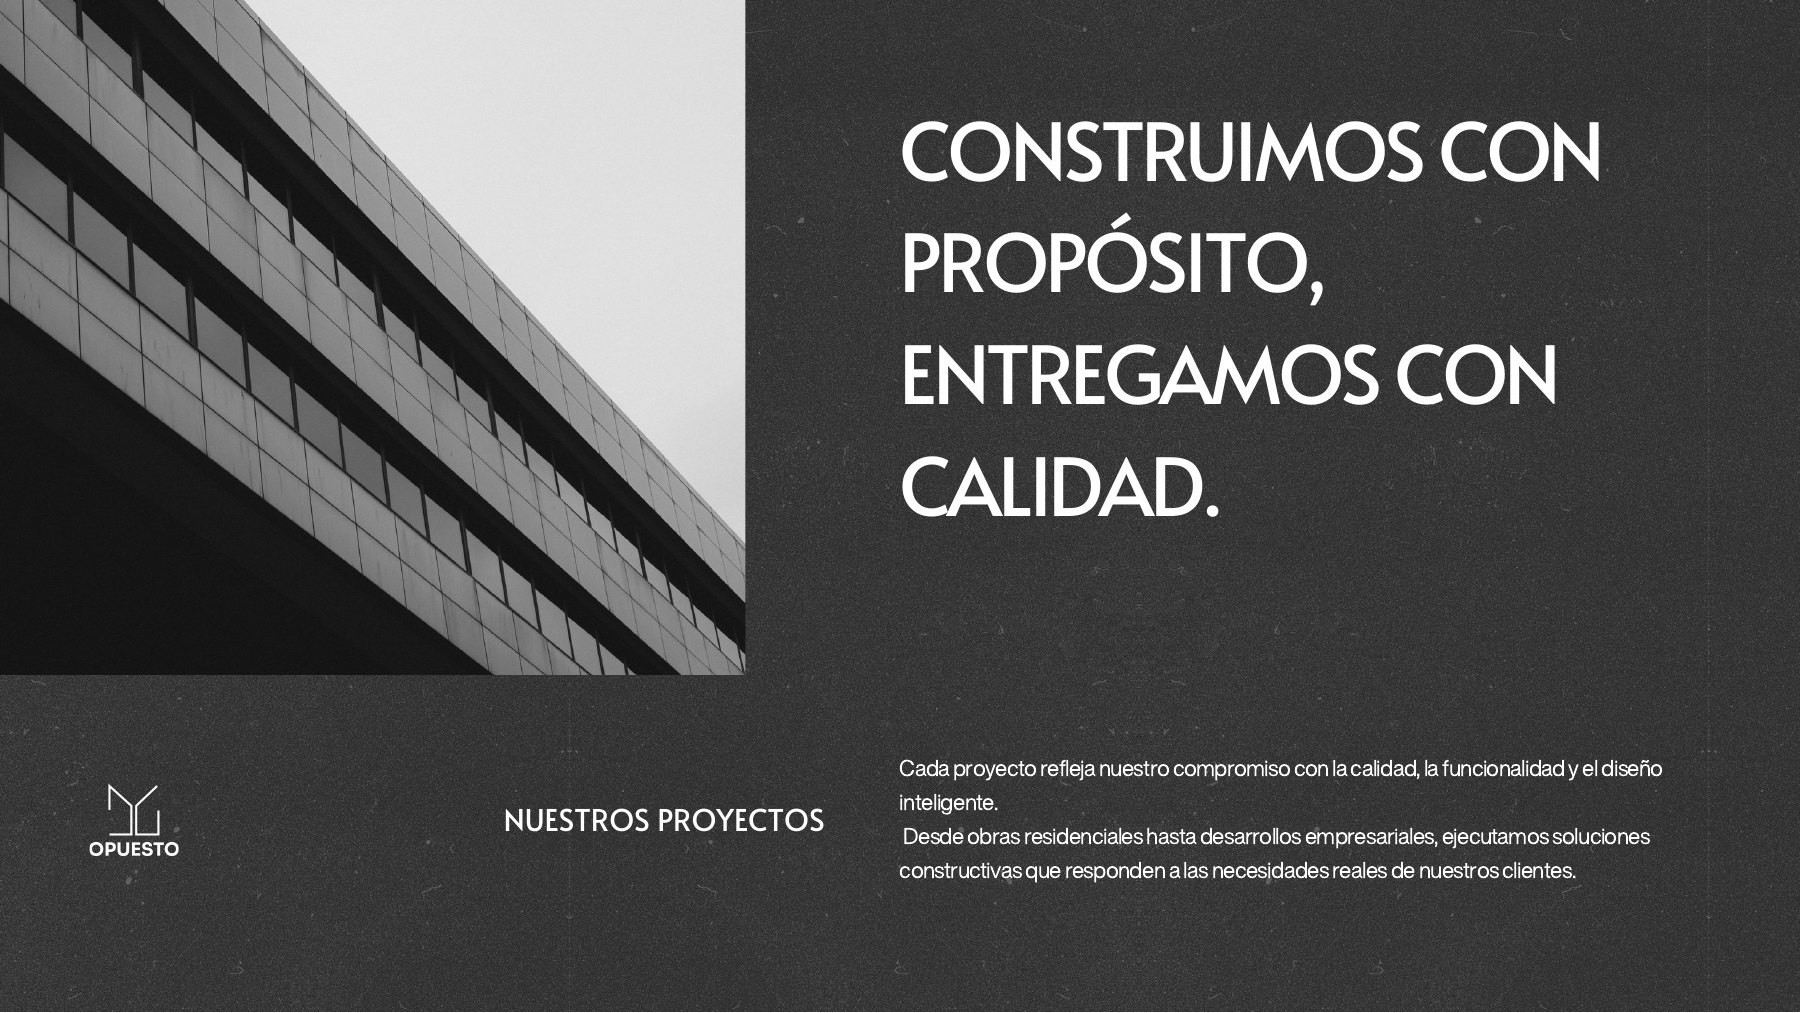 CONSTRUIMOS CON
PROPÓSITO,
ENTREGAMOS CON
CALIDAD.
OPUESTO
NUESTROS PROYECTOS
Cada proyecto refleja nuestro compromiso con la calidad, la funcionalidad y el diseño
inteligente.
Desde obras residenciales hasta desarrollos empresariales, ejecutamos soluciones
constructivas que responden a las necesidades reales de nuestros clientes.